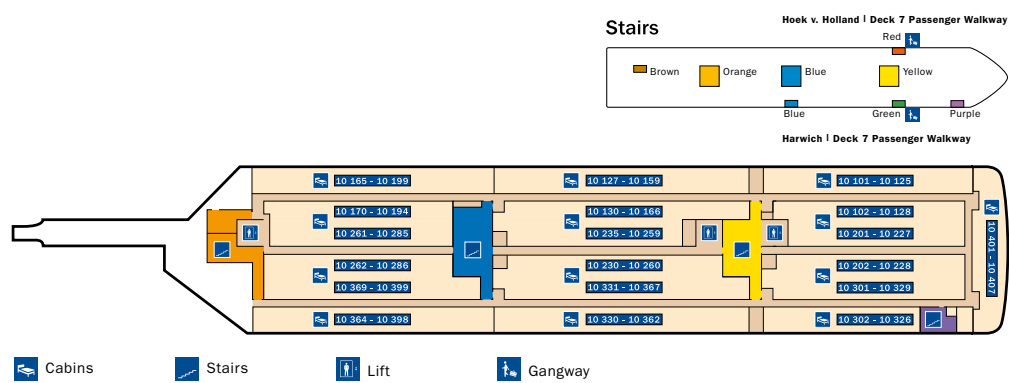 Hoek v. Holland | Deck 7 Passenger Walkway
Stairs
Red
Brown
Orange
Blue
Yellow
Blue
Green
Purple
Harwich | Deck 7 Passenger Walkway
10 165 - 10 199
10 127 - 10 159
10 101 - 10 125
10 170 - 10 194
10 130 - 10 166
10 102 - 10 128
10 261 - 10 285
10 235 - 10 259
10 201 - 10 227
10 401 - 10 407
10 262 - 10 286
10 230 - 10 260
10 202 - 10 228
10 369 - 10 399
10 331 - 10 367
10 301 - 10 329
10 364 - 10 398
10 330 - 10 362
10 302 - 10 326
Cabins
Stairs
Lift
Gangway